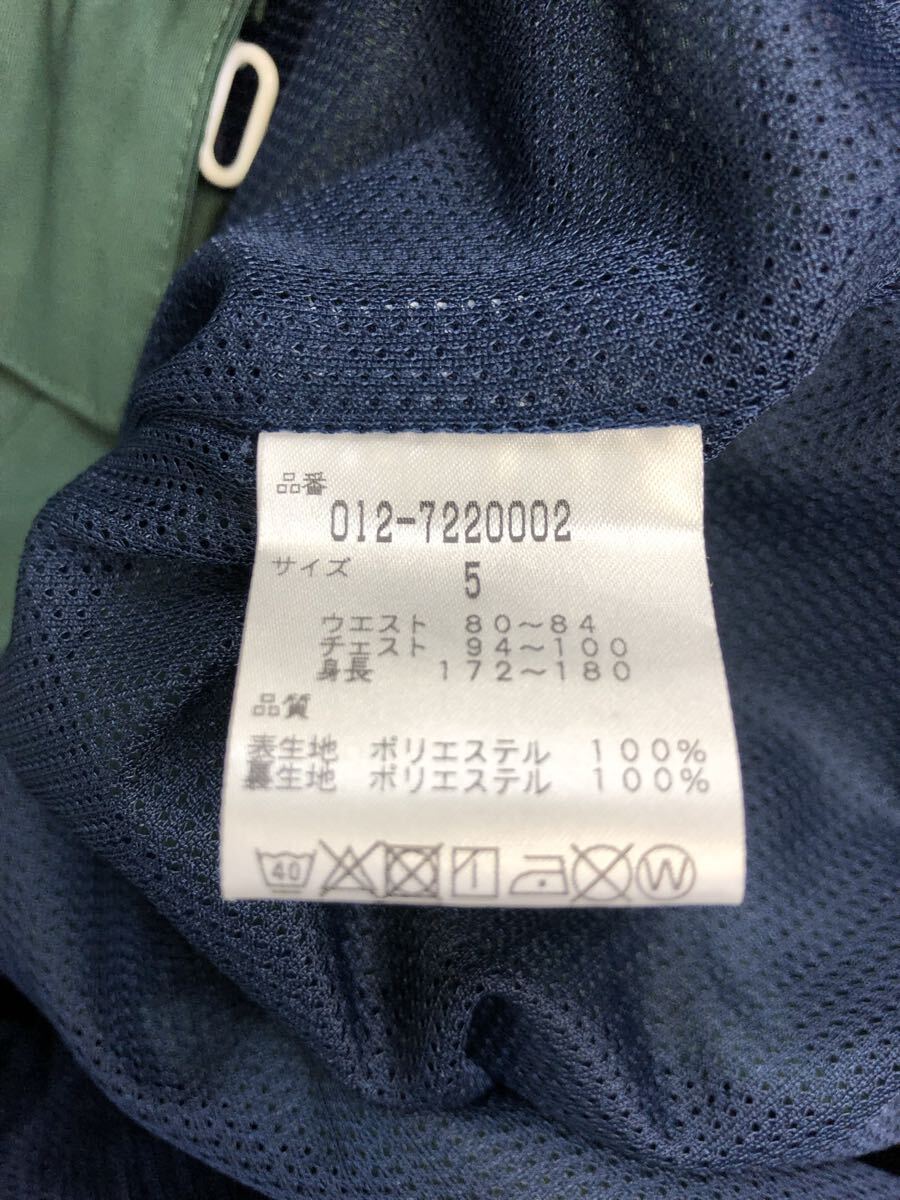 品番
012-7220002
サイズ 5
ウエスト 80~84
チェスト 94~100
身長 172~180
品質
表生地 ポリエステル 100%
裏生地 ポリエステル 100%
40 W